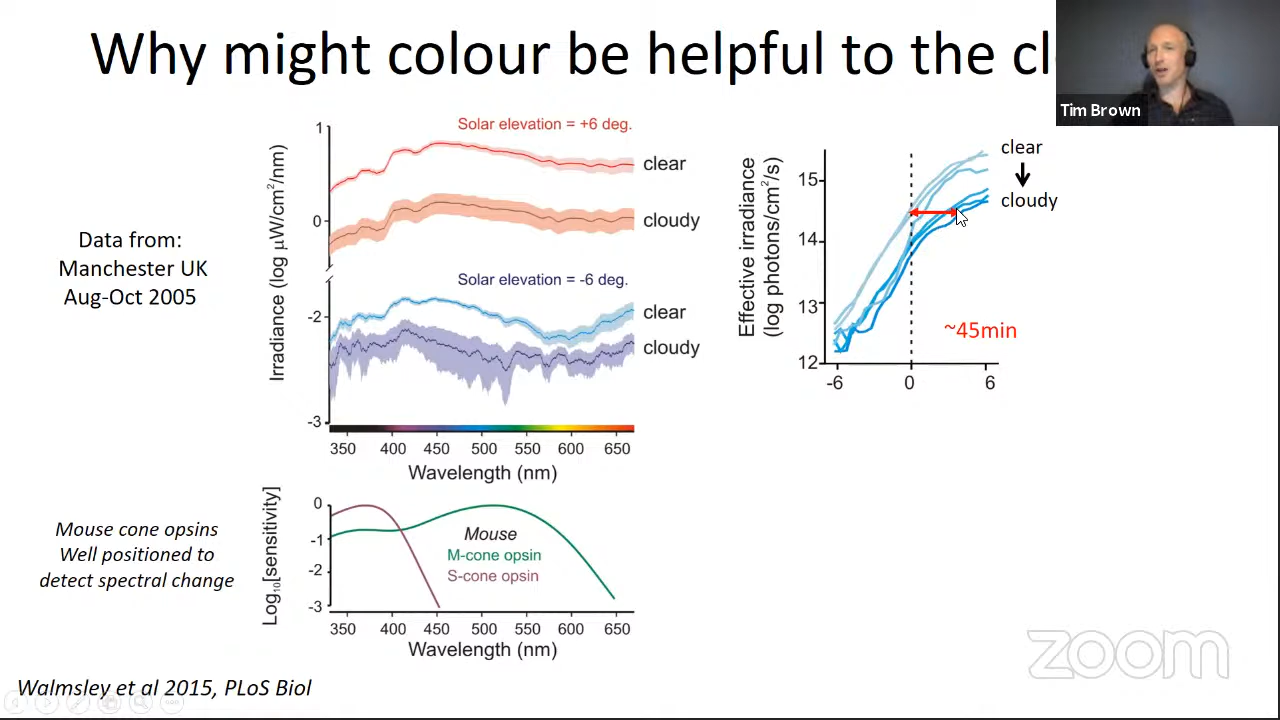 Why might colour be helpful to the cl
Tim Brown
Data from:
Manchester UK
Aug-Oct 2005
Irradiance (log µW/cm²/nm)
1
0
-2
-3
Solar elevation = +6 deg.
clear
cloudy
Solar elevation = -6 deg.
clear
cloudy
350 400 450 500 550 600 650
Wavelength (nm)
Effective irradiance
(log photons/cm²/s)
15
14
13
12
clear
cloudy
~45min
-6 0 6
Mouse cone opsins
Well positioned to
detect spectral change
Log₁₀[sensitivity]
0
-1
-2
-3
Mouse
M-cone opsin
S-cone opsin
350 400 450 500 550 600 650
Wavelength (nm)
Walmsley et al 2015, PLoS Biol
zoom